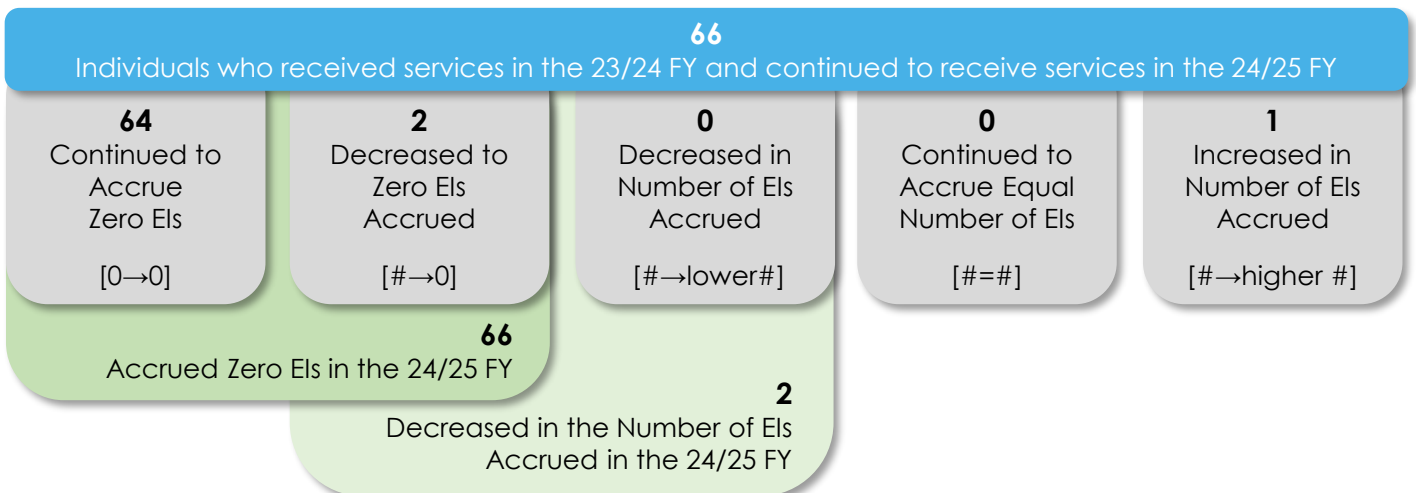 66
Individuals who received services in the 23/24 FY and continued to receive services in the 24/25 FY
64
Continued to
Accrue
Zero EIs
[0→0]
2
Decreased to
Zero EIs
Accrued
[#→0]
0
Decreased in
Number of EIs
Accrued
[#→lower#]
0
Continued to
Accrue Equal
Number of EIs
[#=#]
1
Increased in
Number of EIs
Accrued
[#→higher #]
66
Accrued Zero EIs in the 24/25 FY
2
Decreased in the Number of EIs
Accrued in the 24/25 FY